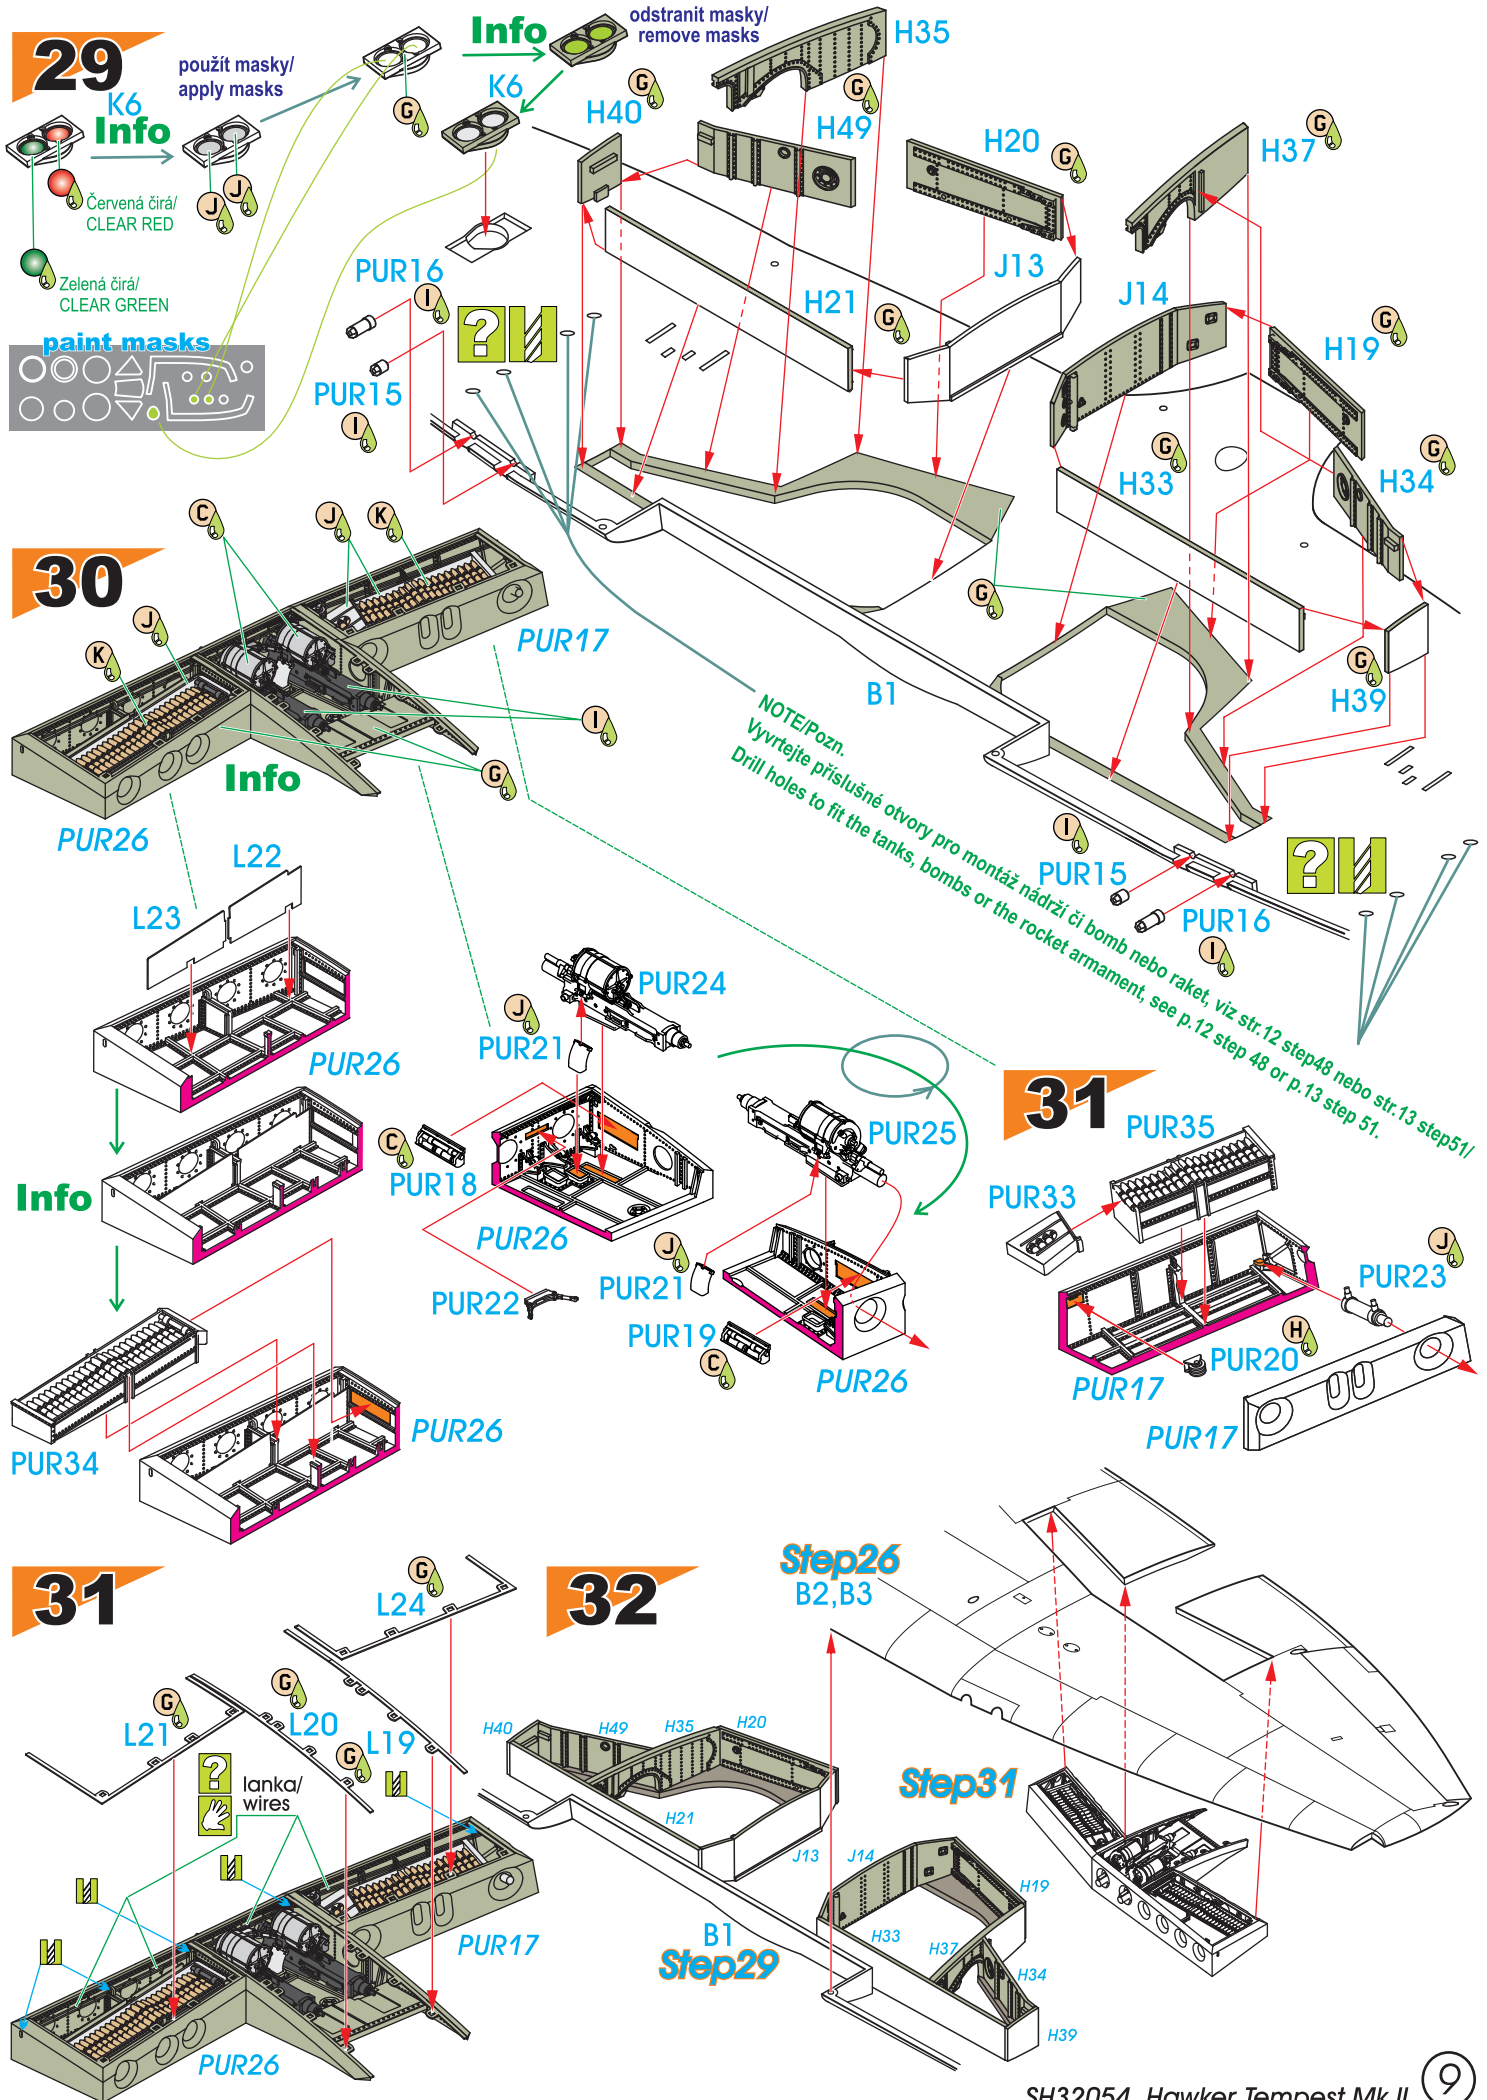 29
K6
Info
použít masky/
apply masks
Info
odstranit masky/
remove masks
K6
G
J
J
Červená čirá/
CLEAR RED
Zelená čirá/
CLEAR GREEN
paint masks
H40
G
H35
G
H49
H20
G
H37
G
PUR16
I
PUR15
I
?
H21
G
J13
J14
H19
G
H33
G
H34
G
G
B1
H39
G
NOTE/Pozn.
Vyvrtejte příslušné otvory pro montáž nádrží či bomb nebo raket, viz str.12 step48 nebo str.13 step51/
Drill holes to fit the tanks, bombs or the rocket armament, see p.12 step 48 or p.13 step 51.
I
PUR15
PUR16
I
?
30
C
J
K
J
K
PUR17
I
G
Info
PUR26
L22
L23
PUR26
Info
PUR34
PUR26
PUR24
J
PUR21
C
PUR18
PUR26
PUR22
PUR25
J
PUR21
PUR19
C
PUR26
31
PUR35
PUR33
J
PUR23
H
PUR20
PUR17
PUR17
31
G
L24
G
L21
G
L20
G
L19
?
lanka/
wires
PUR17
PUR26
32
Step26
B2,B3
H40
H49
H35
H20
H21
J13
Step31
J14
H19
H33
H37
H34
H39
B1
Step29
SH32054 Hawker Tempest Mk.II
9